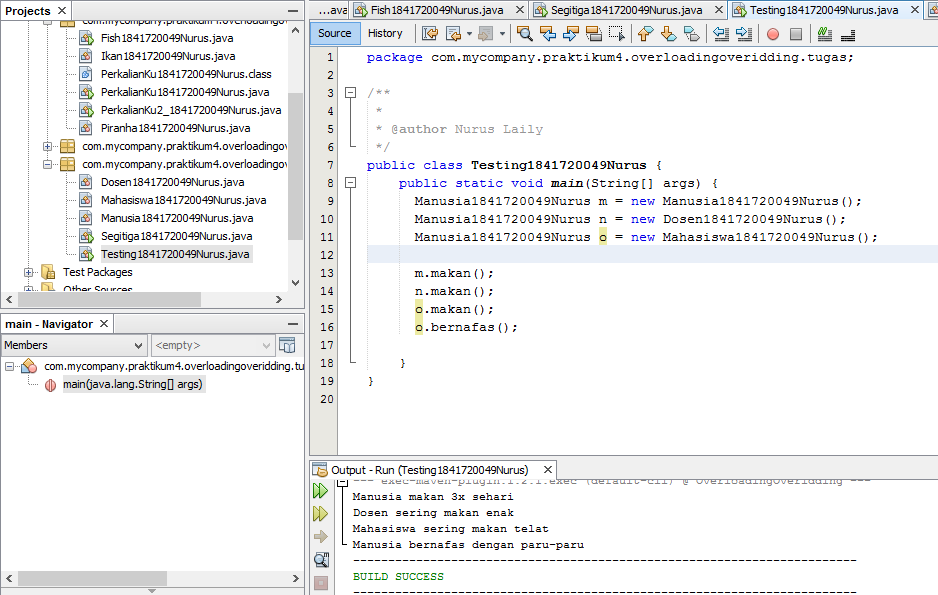 Projects
com.mycompany.praktikum4.overloadingov
Fish1841720049Nurus.java
Ikan1841720049Nurus.java
PerkalianKu1841720049Nurus.class
PerkalianKu1841720049Nurus.java
PerkalianKu2_1841720049Nurus.java
Piranha1841720049Nurus.java
com.mycompany.praktikum4.overloadingov
com.mycompany.praktikum4.overloadingov
Dosen1841720049Nurus.java
Mahasiswa1841720049Nurus.java
Manusia1841720049Nurus.java
Segitiga1841720049Nurus.java
Testing1841720049Nurus.java
Test Packages
Other Sources
main - Navigator
Members
<empty>
com.mycompany.praktikum4.overloadingoveridding.tu
main(java.lang.String[] args)
...ava
Fish1841720049Nurus.java
Segitiga1841720049Nurus.java
Testing1841720049Nurus.java
Source History
1 package com.mycompany.praktikum4.overloadingoveridding.tugas;
2
3 /**
4 *
5 * @author Nurus Laily
6 */
7 public class Testing1841720049Nurus {
8 public static void main(String[] args) {
9 Manusia1841720049Nurus m = new Manusia1841720049Nurus();
10 Manusia1841720049Nurus n = new Dosen1841720049Nurus();
11 Manusia1841720049Nurus o = new Mahasiswa1841720049Nurus();
12
13 m.makan();
14 n.makan();
15 o.makan();
16 o.bernafas();
17
18 }
19 }
20
Output - Run (Testing1841720049Nurus)
--- exec-maven-plugin:1.2.1:exec (default-cli) @ OverloadingOveridding ---
Manusia makan 3x sehari
Dosen sering makan enak
Mahasiswa sering makan telat
Manusia bernafas dengan paru-paru
------------------------------------------------------------------------
BUILD SUCCESS
------------------------------------------------------------------------